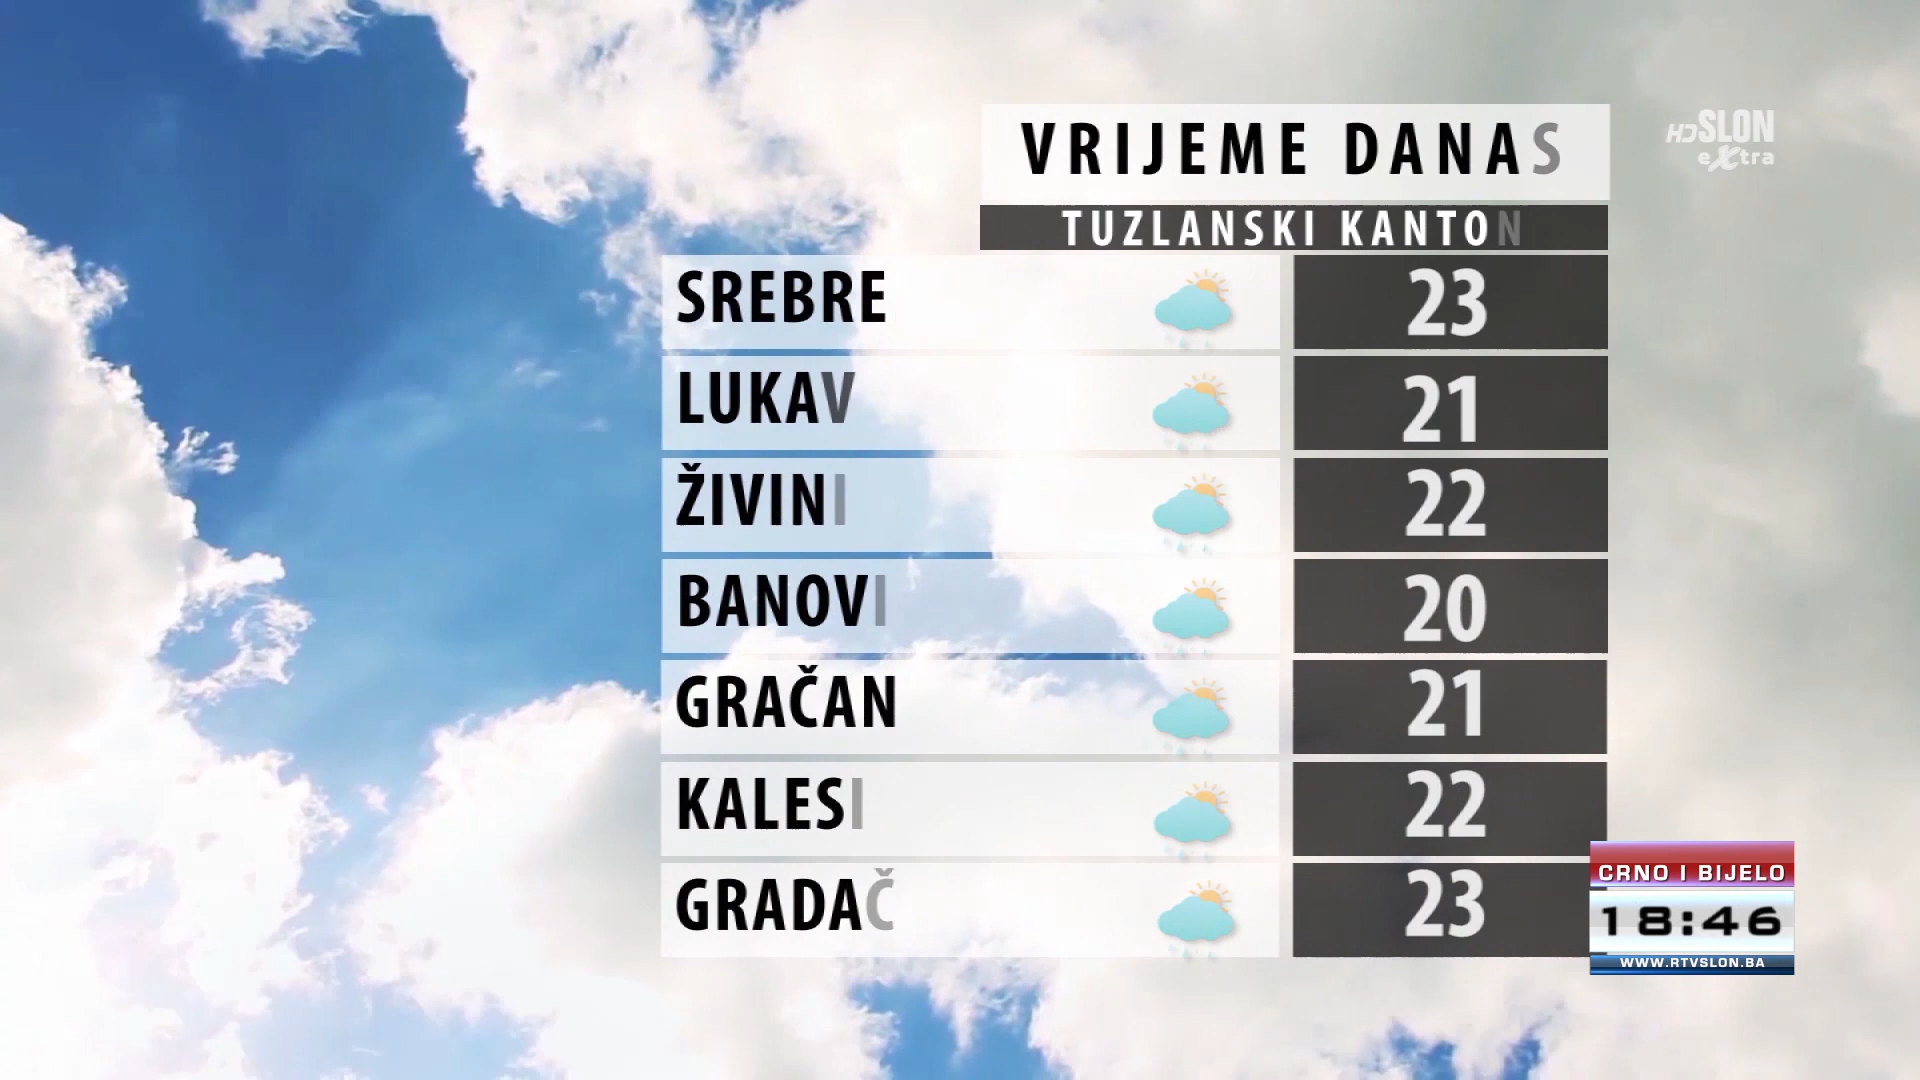 VRIJEME DANAS
HD SLON
extra
TUZLANSKI KANTON
SREBRE 23
LUKAV 21
ŽIVINI 22
BANOVI 20
GRAČAN 21
KALESI 22
GRADAČ 23
CRNO I BIJELO
18:46
WWW.RTVSLON.BA